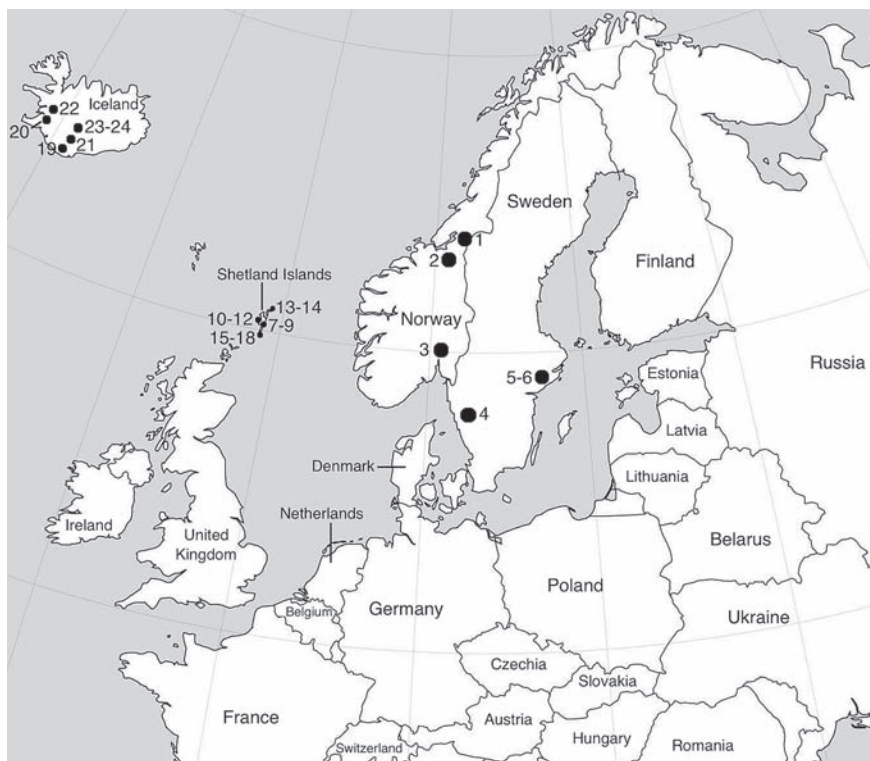 Iceland
22
20
23-24
19
21
Sweden
1
2
Finland
Shetland Islands
13-14
10-12
7-9
15-18
Norway
3
Russia
5-6
Estonia
4
Latvia
Denmark
Lithuania
Netherlands
Ireland
United
Kingdom
Belarus
Poland
Belgium
Germany
Ukraine
Czechia
Slovakia
France
Austria
Switzerland
Hungary
Romania